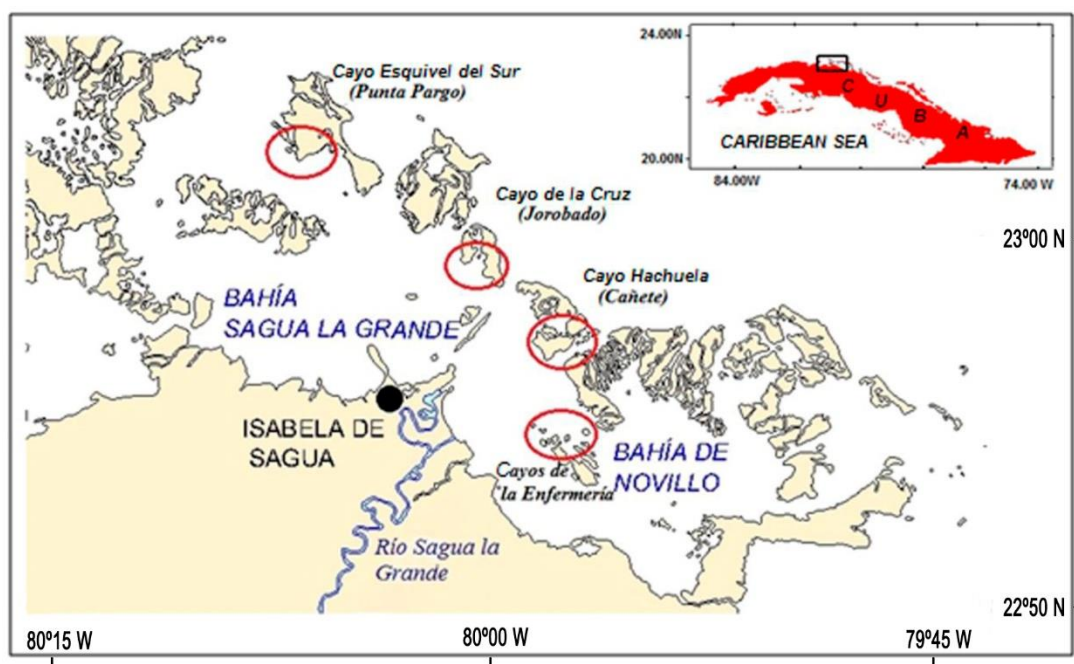 24.00N
C
U
B
A
CARIBBEAN SEA
20.00N
84.00W
74.00 W
Cayo Esquivel del Sur
(Punta Pargo)
Cayo de la Cruz
(Jorobado)
23º00 N
Cayo Hachuela
(Cañete)
BAHÍA
SAGUA LA GRANDE
ISABELA DE
SAGUA
BAHÍA DE
NOVILLO
Cayos de
la Enfermería
Río Sagua la
Grande
22º50 N
80º15 W
80º00 W
79º45 W